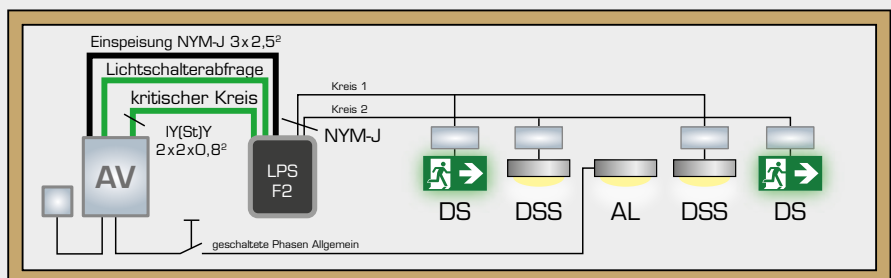 Einspeisung NYM-J 3x2,5²
Lichtschalterabfrage
kritischer Kreis
Kreis 1
Kreis 2
IY(St)Y
2x2x0,8²
NYM-J
AV
LPS
F2
DS
DSS
AL
DSS
DS
geschaltete Phasen Allgemein